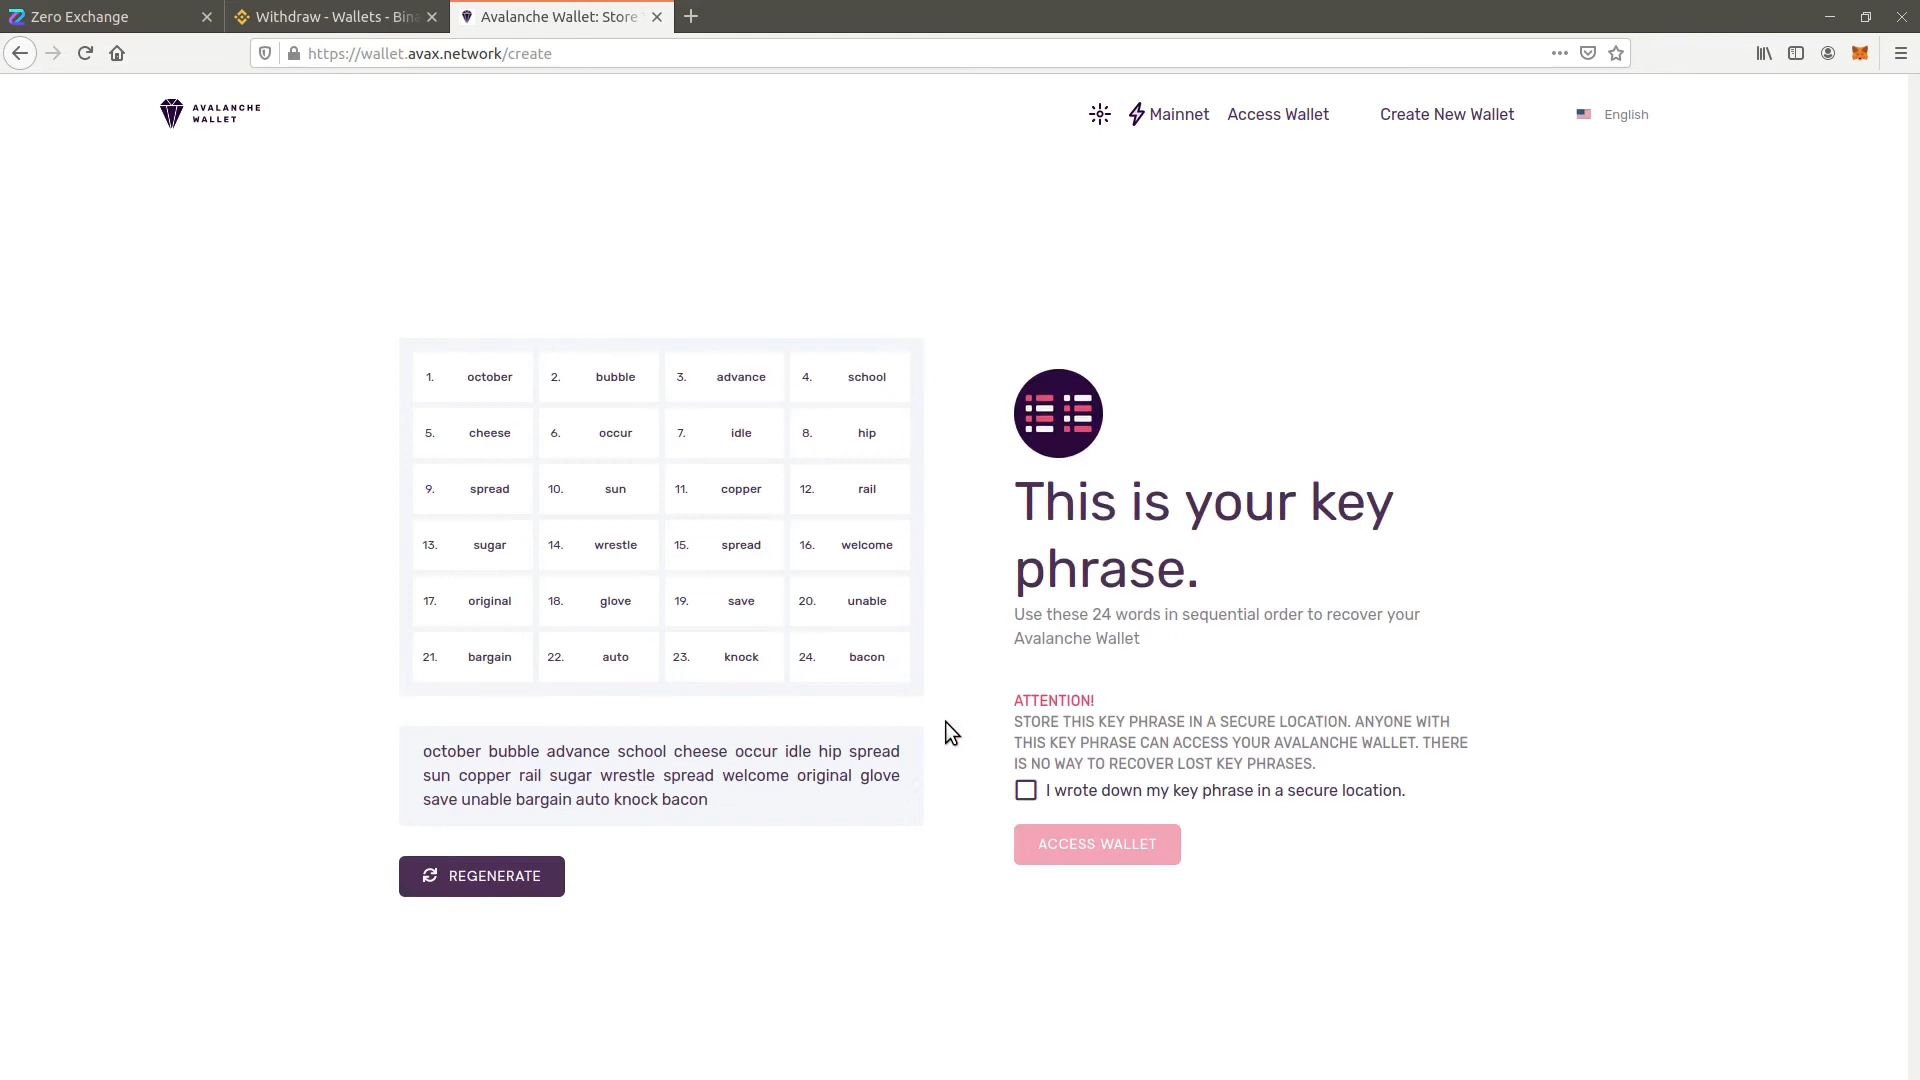 Zero Exchange
Withdraw - Wallets - Bina
Avalanche Wallet: Store
https://wallet.avax.network/create
AVALANCHE
WALLET
Mainnet
Access Wallet
Create New Wallet
English
1. october 2. bubble 3. advance 4. school
5. cheese 6. occur 7. idle 8. hip
9. spread 10. sun 11. copper 12. rail
13. sugar 14. wrestle 15. spread 16. welcome
17. original 18. glove 19. save 20. unable
21. bargain 22. auto 23. knock 24. bacon
october bubble advance school cheese occur idle hip spread
sun copper rail sugar wrestle spread welcome original glove
save unable bargain auto knock bacon
REGENERATE
This is your key
phrase.
Use these 24 words in sequential order to recover your
Avalanche Wallet
ATTENTION!
STORE THIS KEY PHRASE IN A SECURE LOCATION. ANYONE WITH
THIS KEY PHRASE CAN ACCESS YOUR AVALANCHE WALLET. THERE
IS NO WAY TO RECOVER LOST KEY PHRASES.
I wrote down my key phrase in a secure location.
ACCESS WALLET